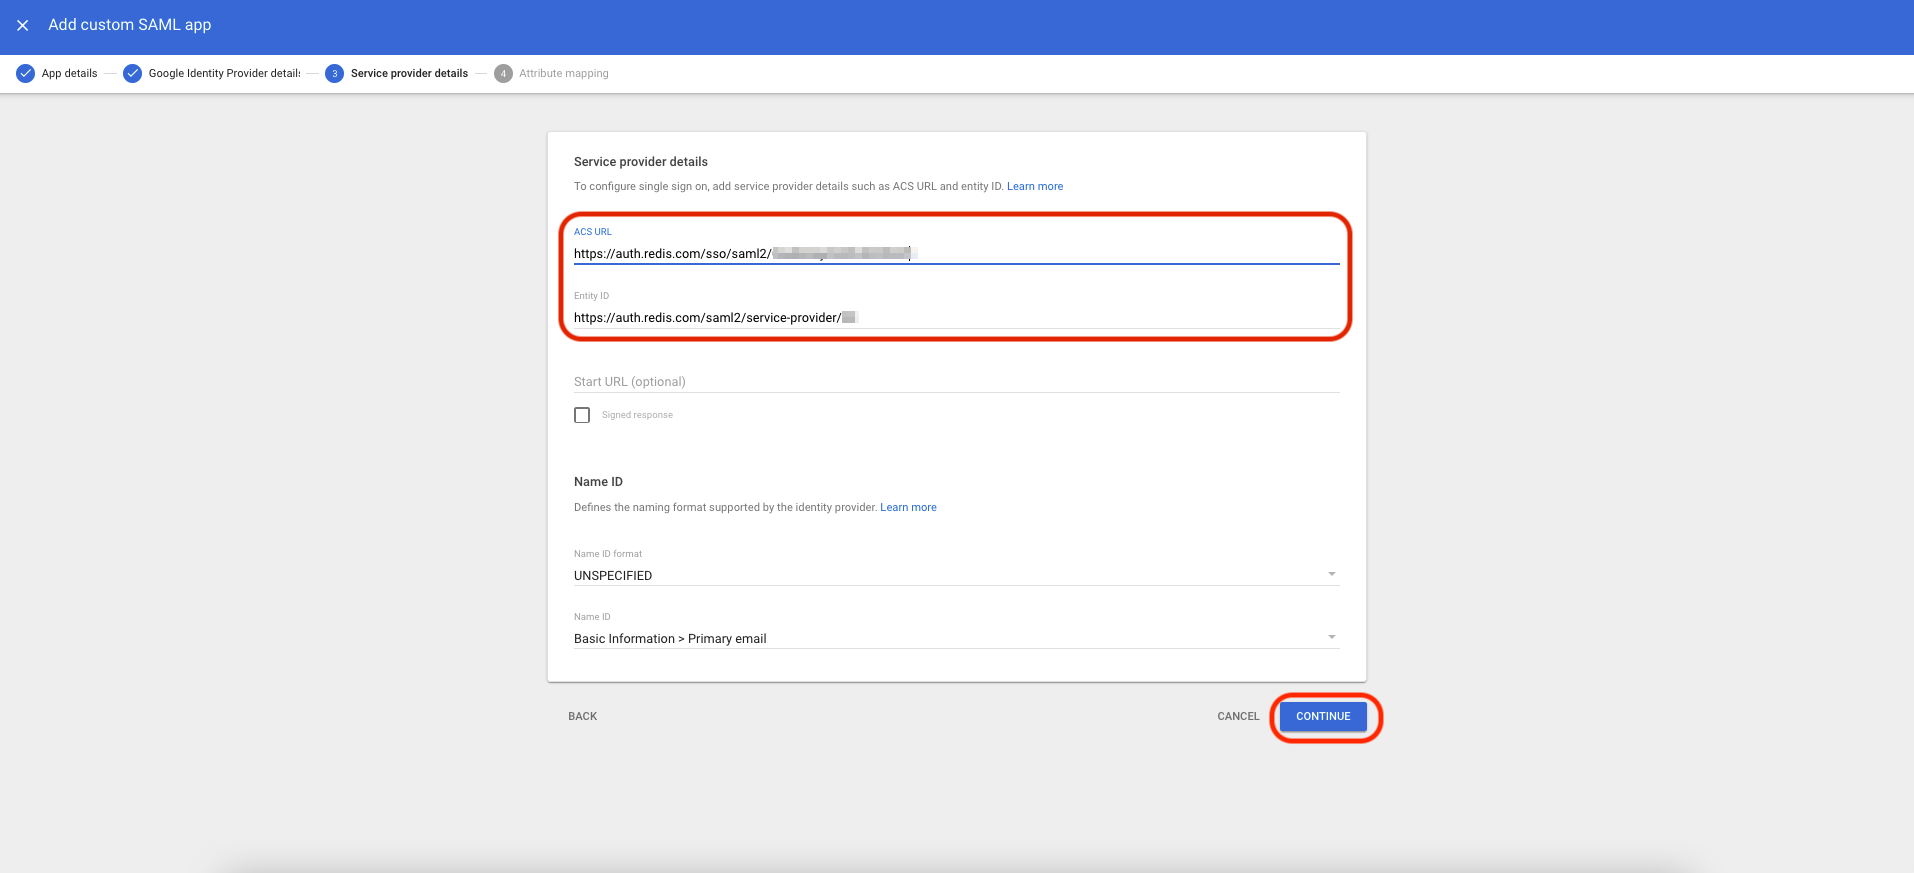 Add custom SAML app
App details
Google Identity Provider details
3
Service provider details
4
Attribute mapping
Service provider details
To configure single sign on, add service provider details such as ACS URL and entity ID. Learn more
ACS URL
https://auth.redis.com/sso/saml2/
Entity ID
https://auth.redis.com/saml2/service-provider/
Start URL (optional)
Signed response
Name ID
Defines the naming format supported by the identity provider. Learn more
Name ID format
UNSPECIFIED
Name ID
Basic Information > Primary email
BACK
CANCEL
CONTINUE